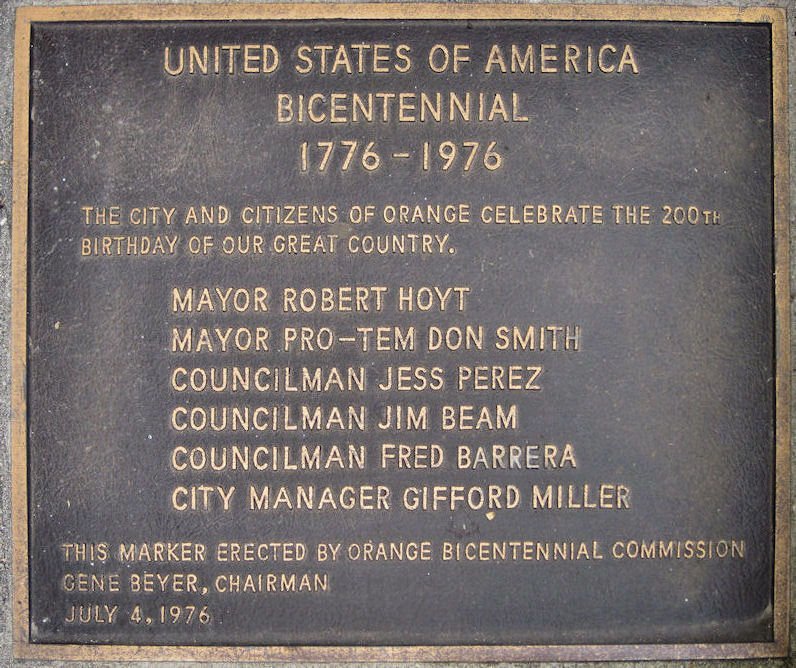 UNITED STATES OF AMERICA
BICENTENNIAL
1776 - 1976
THE CITY AND CITIZENS OF ORANGE CELEBRATE THE 200TH
BIRTHDAY OF OUR GREAT COUNTRY.
MAYOR ROBERT HOYT
MAYOR PRO-TEM DON SMITH
COUNCILMAN JESS PEREZ
COUNCILMAN JIM BEAM
COUNCILMAN FRED BARRERA
CITY MANAGER GIFFORD MILLER
THIS MARKER ERECTED BY ORANGE BICENTENNIAL COMMISSION
GENE BEYER, CHAIRMAN
JULY 4, 1976